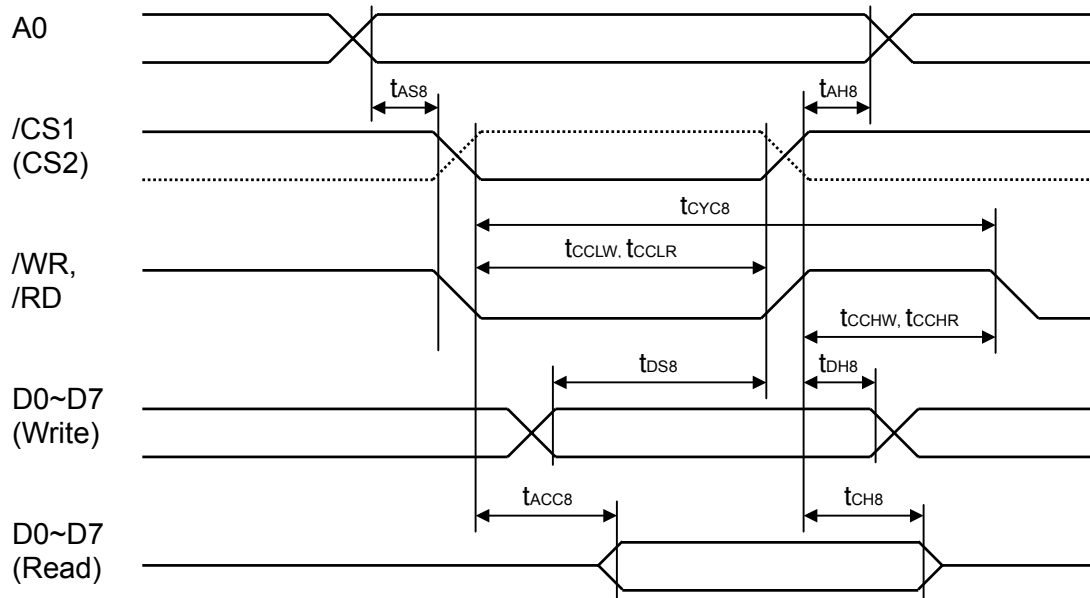 A0
tAS8
tAH8
/CS1
(CS2)
tCYC8
tCCLW, tCCLR
/WR,
/RD
tCCHW, tCCHR
tDS8
tDH8
D0~D7
(Write)
tACC8
tCH8
D0~D7
(Read)